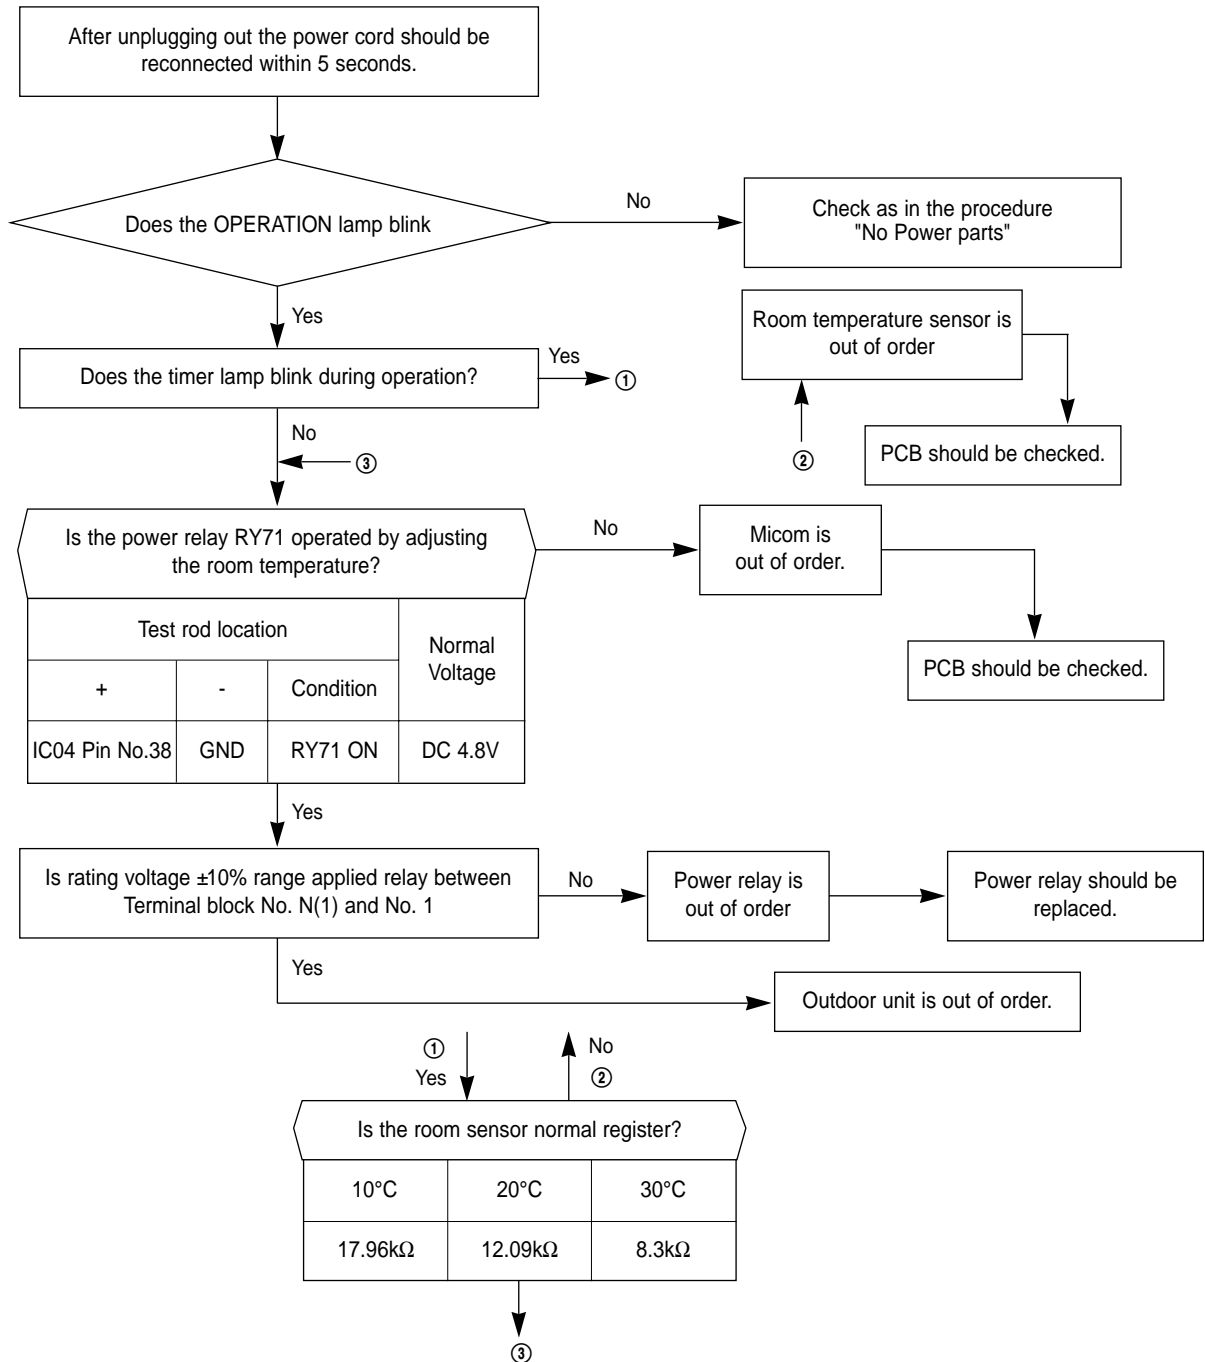 After unplugging out the power cord should be
reconnected within 5 seconds.
Does the OPERATION lamp blink
No
Check as in the procedure
"No Power parts"
Yes
Does the timer lamp blink during operation?
Yes
①
Room temperature sensor is
out of order
②
PCB should be checked.
No
③
Is the power relay RY71 operated by adjusting
the room temperature?
No
Micom is
out of order.
PCB should be checked.
Test rod location
Normal
Voltage
+
-
Condition
IC04 Pin No.38
GND
RY71 ON
DC 4.8V
Yes
Is rating voltage ±10% range applied relay between
Terminal block No. N(1) and No. 1
No
Power relay is
out of order
Power relay should be
replaced.
Yes
Outdoor unit is out of order.
①
Yes
No
②
Is the room sensor normal register?
10°C
20°C
30°C
17.96kΩ
12.09kΩ
8.3kΩ
③